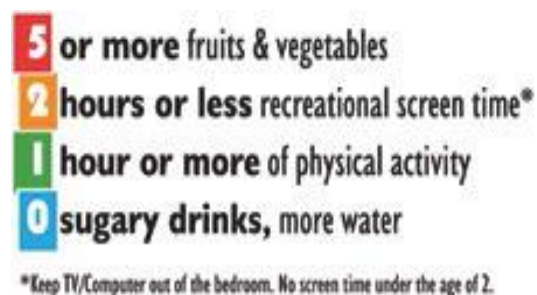 5 or more fruits & vegetables
2 hours or less recreational screen time*
1 hour or more of physical activity
0 sugary drinks, more water
*Keep TV/Computer out of the bedroom. No screen time under the age of 2.